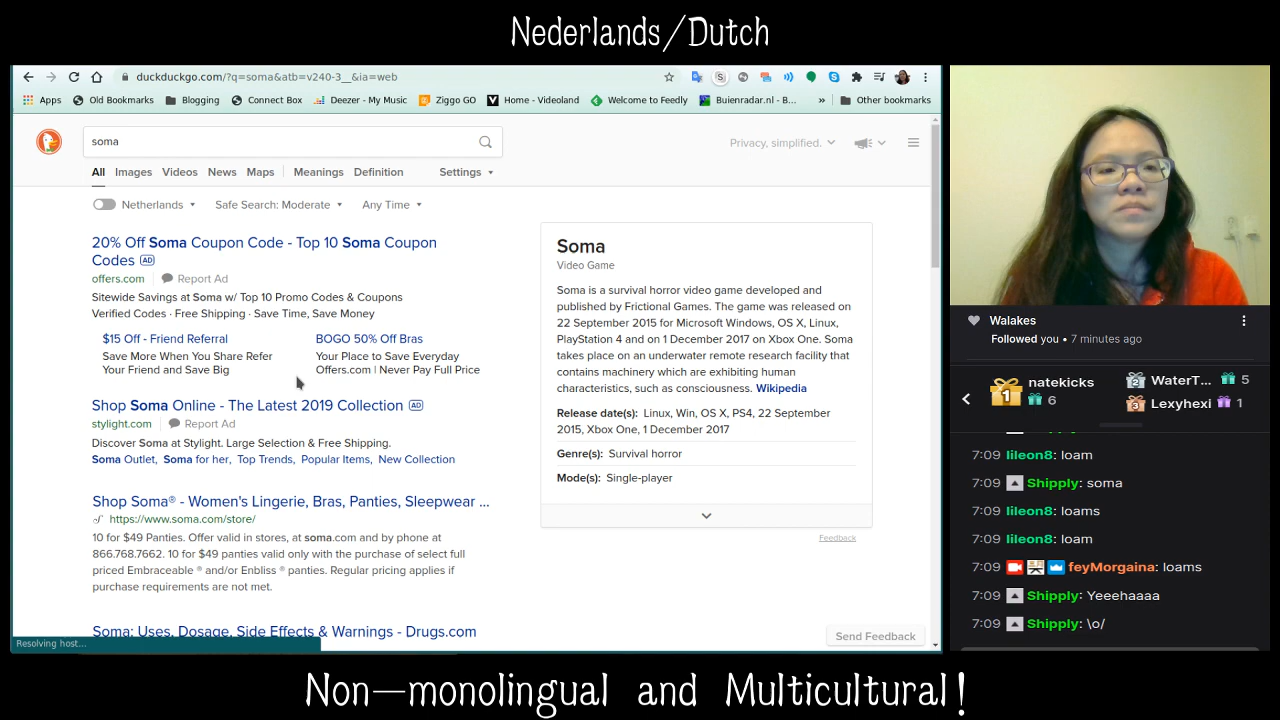 Nederlands/Dutch
duckduckgo.com/?q=soma&atb=v240-3__&ia=web
Apps
Old Bookmarks
Blogging
Connect Box
Deezer - My Music
Ziggo GO
Home - Videoland
Welcome to Feedly
Buienradar.nl - B...
»
Other bookmarks
soma
Privacy, simplified.
All
Images
Videos
News
Maps
Meanings
Definition
Settings
Netherlands
Safe Search: Moderate
Any Time
20% Off Soma Coupon Code - Top 10 Soma Coupon
Codes AD
offers.com
Report Ad
Sitewide Savings at Soma w/ Top 10 Promo Codes & Coupons
Verified Codes · Free Shipping · Save Time, Save Money
$15 Off - Friend Referral
Save More When You Share Refer
Your Friend and Save Big
BOGO 50% Off Bras
Your Place to Save Everyday
Offers.com | Never Pay Full Price
Shop Soma Online - The Latest 2019 Collection AD
stylight.com
Report Ad
Discover Soma at Stylight. Large Selection & Free Shipping.
Soma Outlet, Soma for her, Top Trends, Popular Items, New Collection
Shop Soma® - Women's Lingerie, Bras, Panties, Sleepwear ...
https://www.soma.com/store/
10 for $49 Panties. Offer valid in stores, at soma.com and by phone at
866.768.7662. 10 for $49 panties valid only with the purchase of select full
priced Embraceable ® and/or Enbliss ® panties. Regular pricing applies if
purchase requirements are not met.
Soma: Uses, Dosage, Side Effects & Warnings - Drugs.com
Resolving host...
Soma
Video Game
Soma is a survival horror video game developed and
published by Frictional Games. The game was released on
22 September 2015 for Microsoft Windows, OS X, Linux,
PlayStation 4 and on 1 December 2017 on Xbox One. Soma
takes place on an underwater remote research facility that
contains machinery which are exhibiting human
characteristics, such as consciousness. Wikipedia
Release date(s): Linux, Win, OS X, PS4, 22 September
2015, Xbox One, 1 December 2017
Genre(s): Survival horror
Mode(s): Single-player
Feedback
Send Feedback
Walakes
Followed you • 7 minutes ago
1
natekicks
6
2
WaterT...
5
3
Lexyhexi
1
7:09 lileon8: loam
7:09 Shipply: soma
7:09 lileon8: loams
7:09 lileon8: loam
7:09 feyMorgaina: loams
7:09 Shipply: Yeeehaaaa
7:09 Shipply: \o/
Non-monolingual and Multicultural!